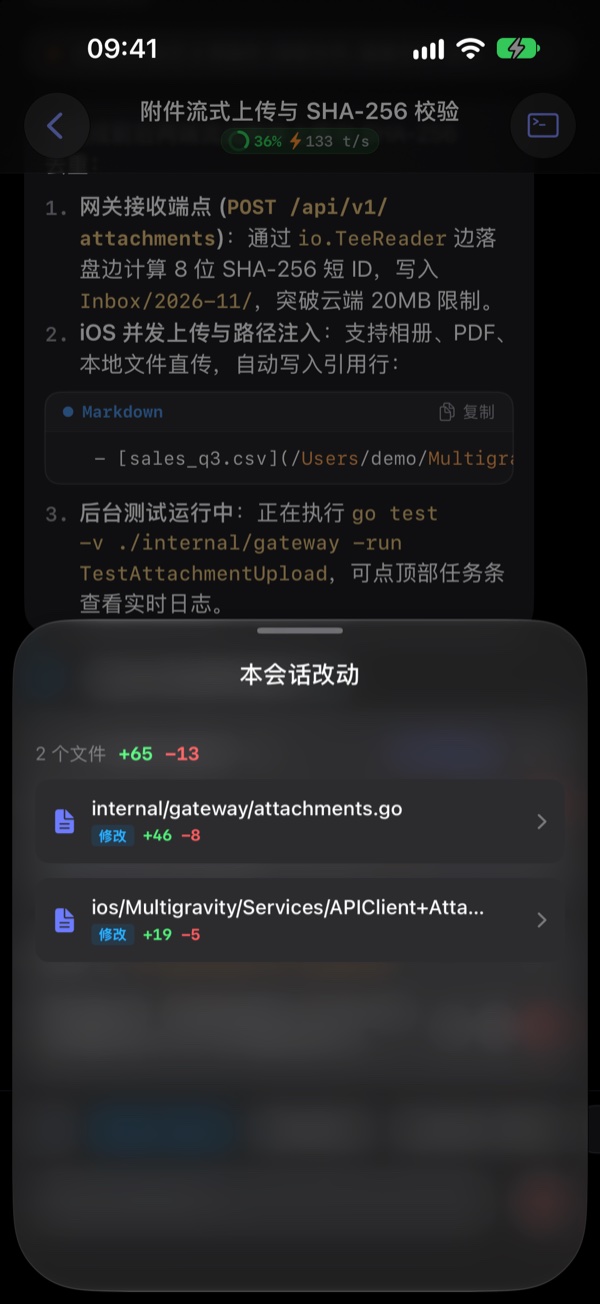 09:41
附件流式上传与 SHA-256 校验
36% 133 t/s
1. 网关接收端点 (POST /api/v1/
attachments)：通过 io.TeeReader 边落
盘边计算 8 位 SHA-256 短 ID，写入
Inbox/2026-11/，突破云端 20MB 限制。
2. iOS 并发上传与路径注入：支持相册、PDF、
本地文件直传，自动写入引用行：
Markdown 复制
- [sales_q3.csv](/Users/demo/Multigra
3. 后台测试运行中：正在执行 go test
-v ./internal/gateway -run
TestAttachmentUpload，可点顶部任务条
查看实时日志。
本会话改动
2 个文件 +65 -13
internal/gateway/attachments.go
修改 +46 -8
ios/Multigravity/Services/APIClient+Atta...
修改 +19 -5